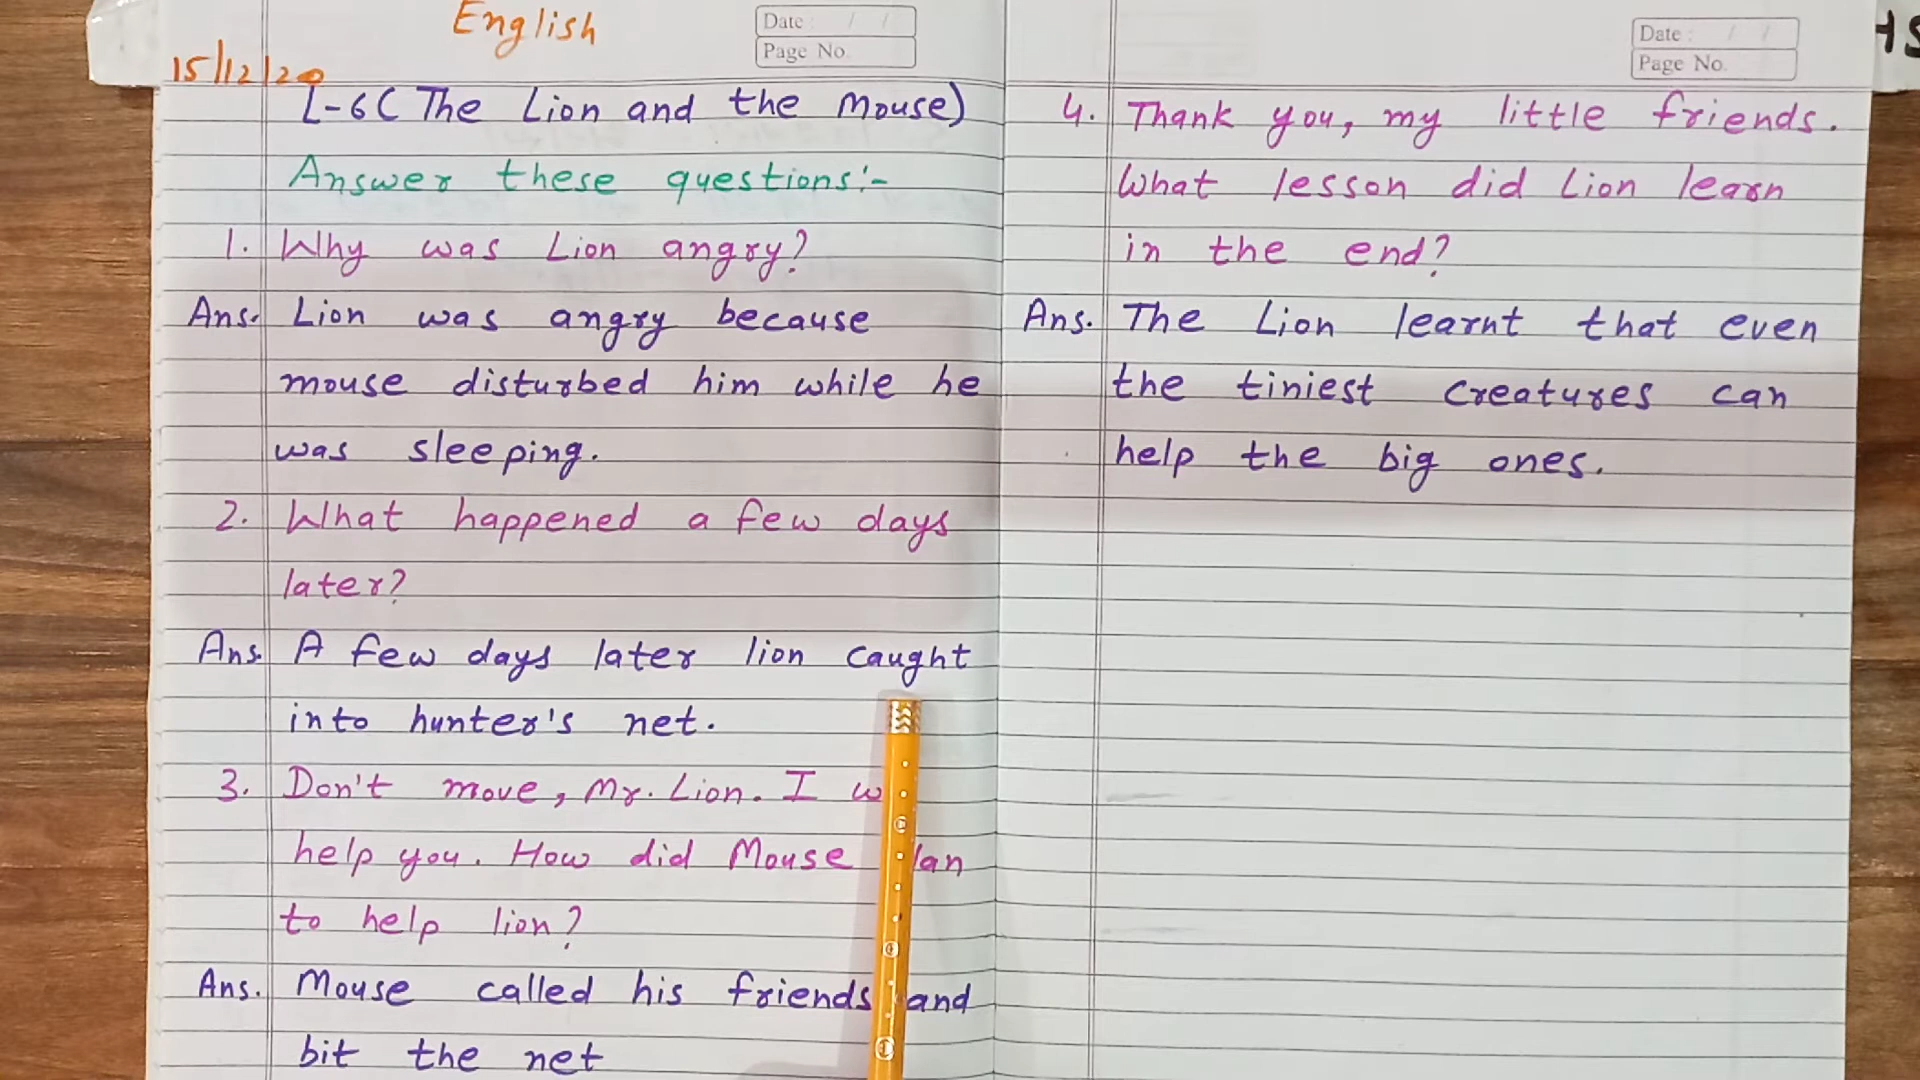 English
Date / /
Page No.
15/12/20
L-6 ( The Lion and the Mouse)
Answer these questions:-
1. Why was Lion angry?
Ans. Lion was angry because
mouse disturbed him while he
was sleeping.
2. What happened a few days
later?
Ans. A few days later lion caught
into hunter's net.
3. Don't move, Mr. Lion. I
help you. How did Mouse
to help lion?
Ans. Mouse called his friends and
bit the net
Date : / /
Page No.
4. Thank you, my little friends.
What lesson did Lion learn
in the end?
Ans. The Lion learnt that even
the tiniest creatures can
help the big ones.